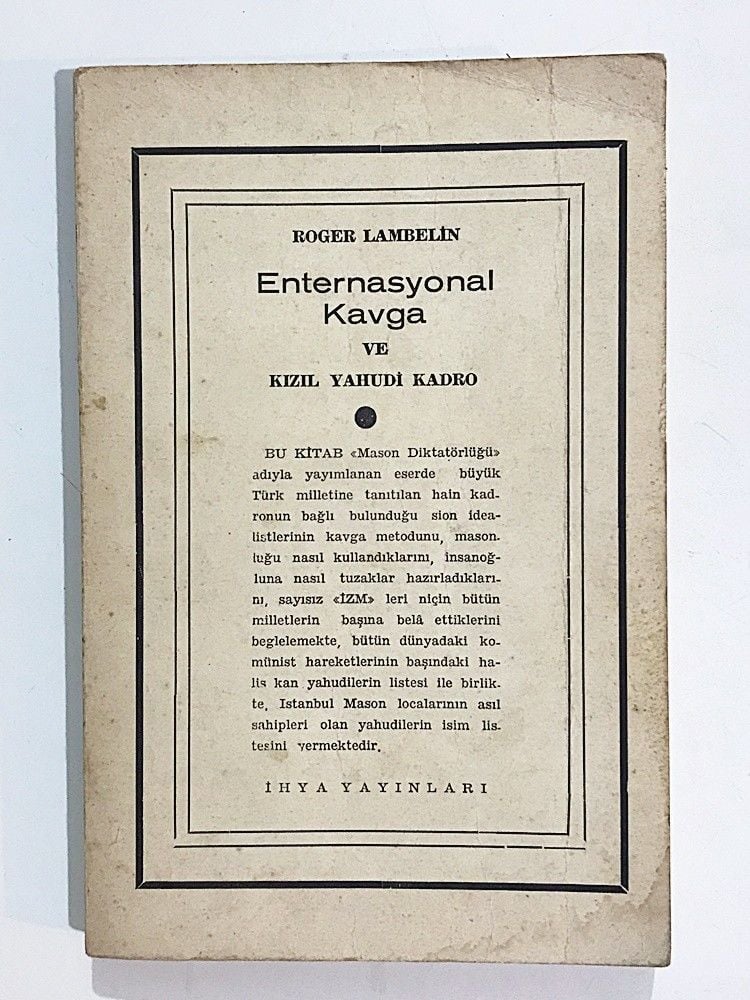 ROGER LAMBELİN
Enternasyonal
Kavga
VE
KIZIL YAHUDİ KADRO
BU KİTAB «Mason Diktatörlüğü»
adıyla yayımlanan eserde büyük
Türk milletine tanıtılan hain kad-
ronun bağlı bulunduğu sion idea-
listlerinin kavga metodunu, mason-
luğu nasıl kullandıklarını, insanoğ-
luna nasıl tuzaklar hazırladıkları-
nı, sayısız «İZM» leri niçin bütün
milletlerin başına belâ ettiklerini
beglelemekte, bütün dünyadaki ko-
münist hareketlerinin başındaki ha-
lis kan yahudilerin listesi ile birlik-
te, Istanbul Mason localarının asıl
sahipleri olan yahudilerin isim lis-
tesini vermektedir.
İHYA YAYINLARI